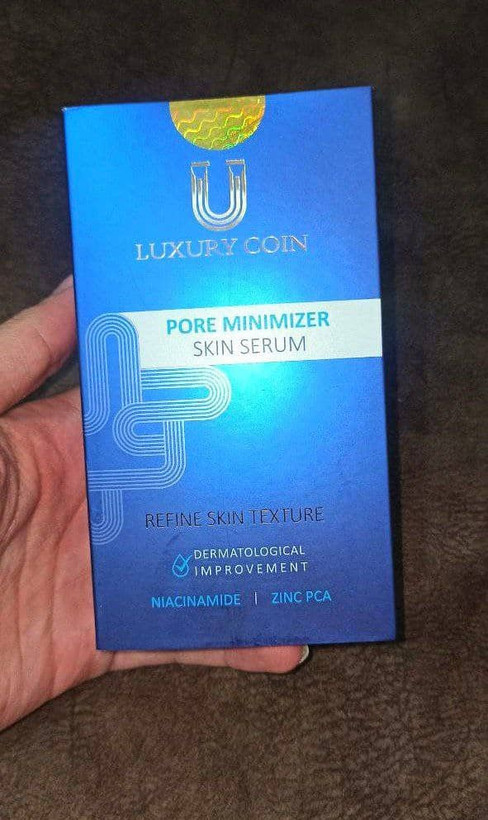 LUXURY COIN
PORE MINIMIZER
SKIN SERUM
REFINE SKIN TEXTURE
DERMATOLOGICAL
IMPROVEMENT
NIACINAMIDE | ZINC PCA